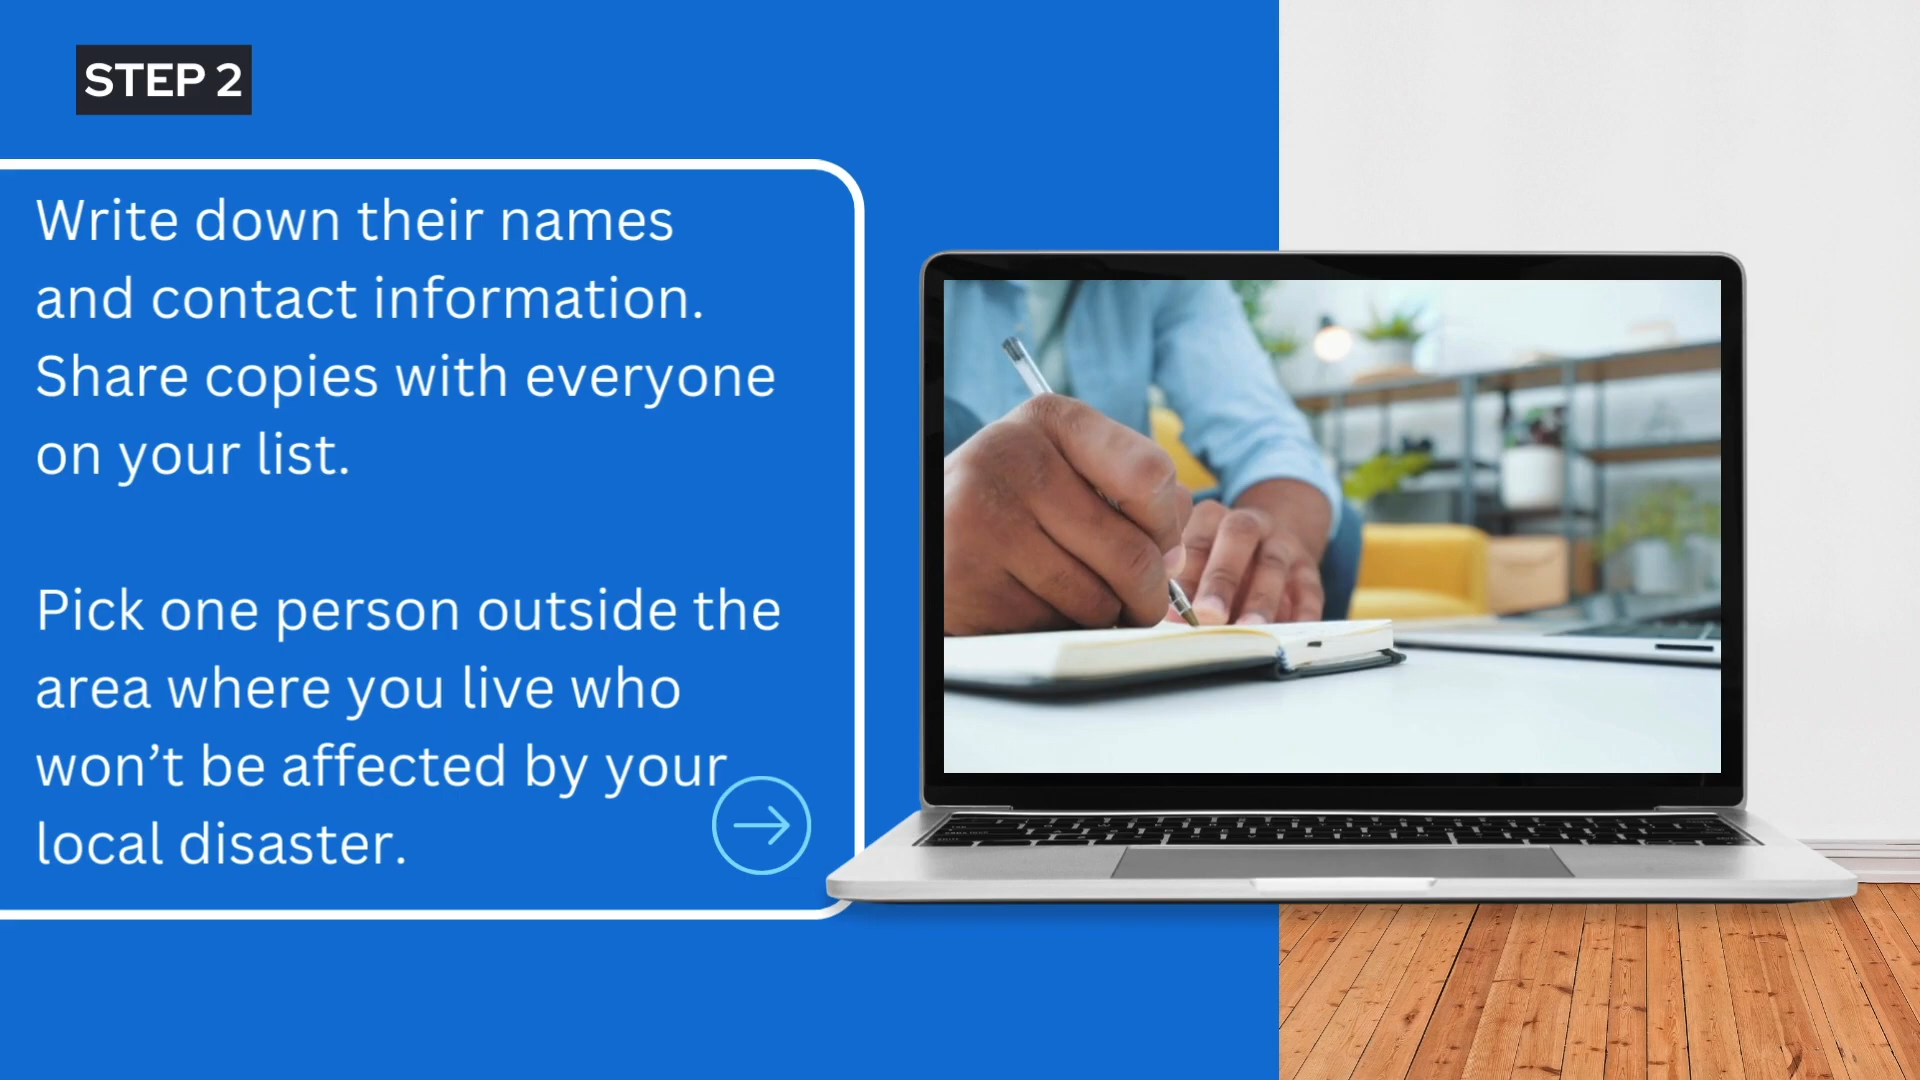 STEP 2
Write down their names
and contact information.
Share copies with everyone
on your list.
Pick one person outside the
area where you live who
won’t be affected by your
local disaster.